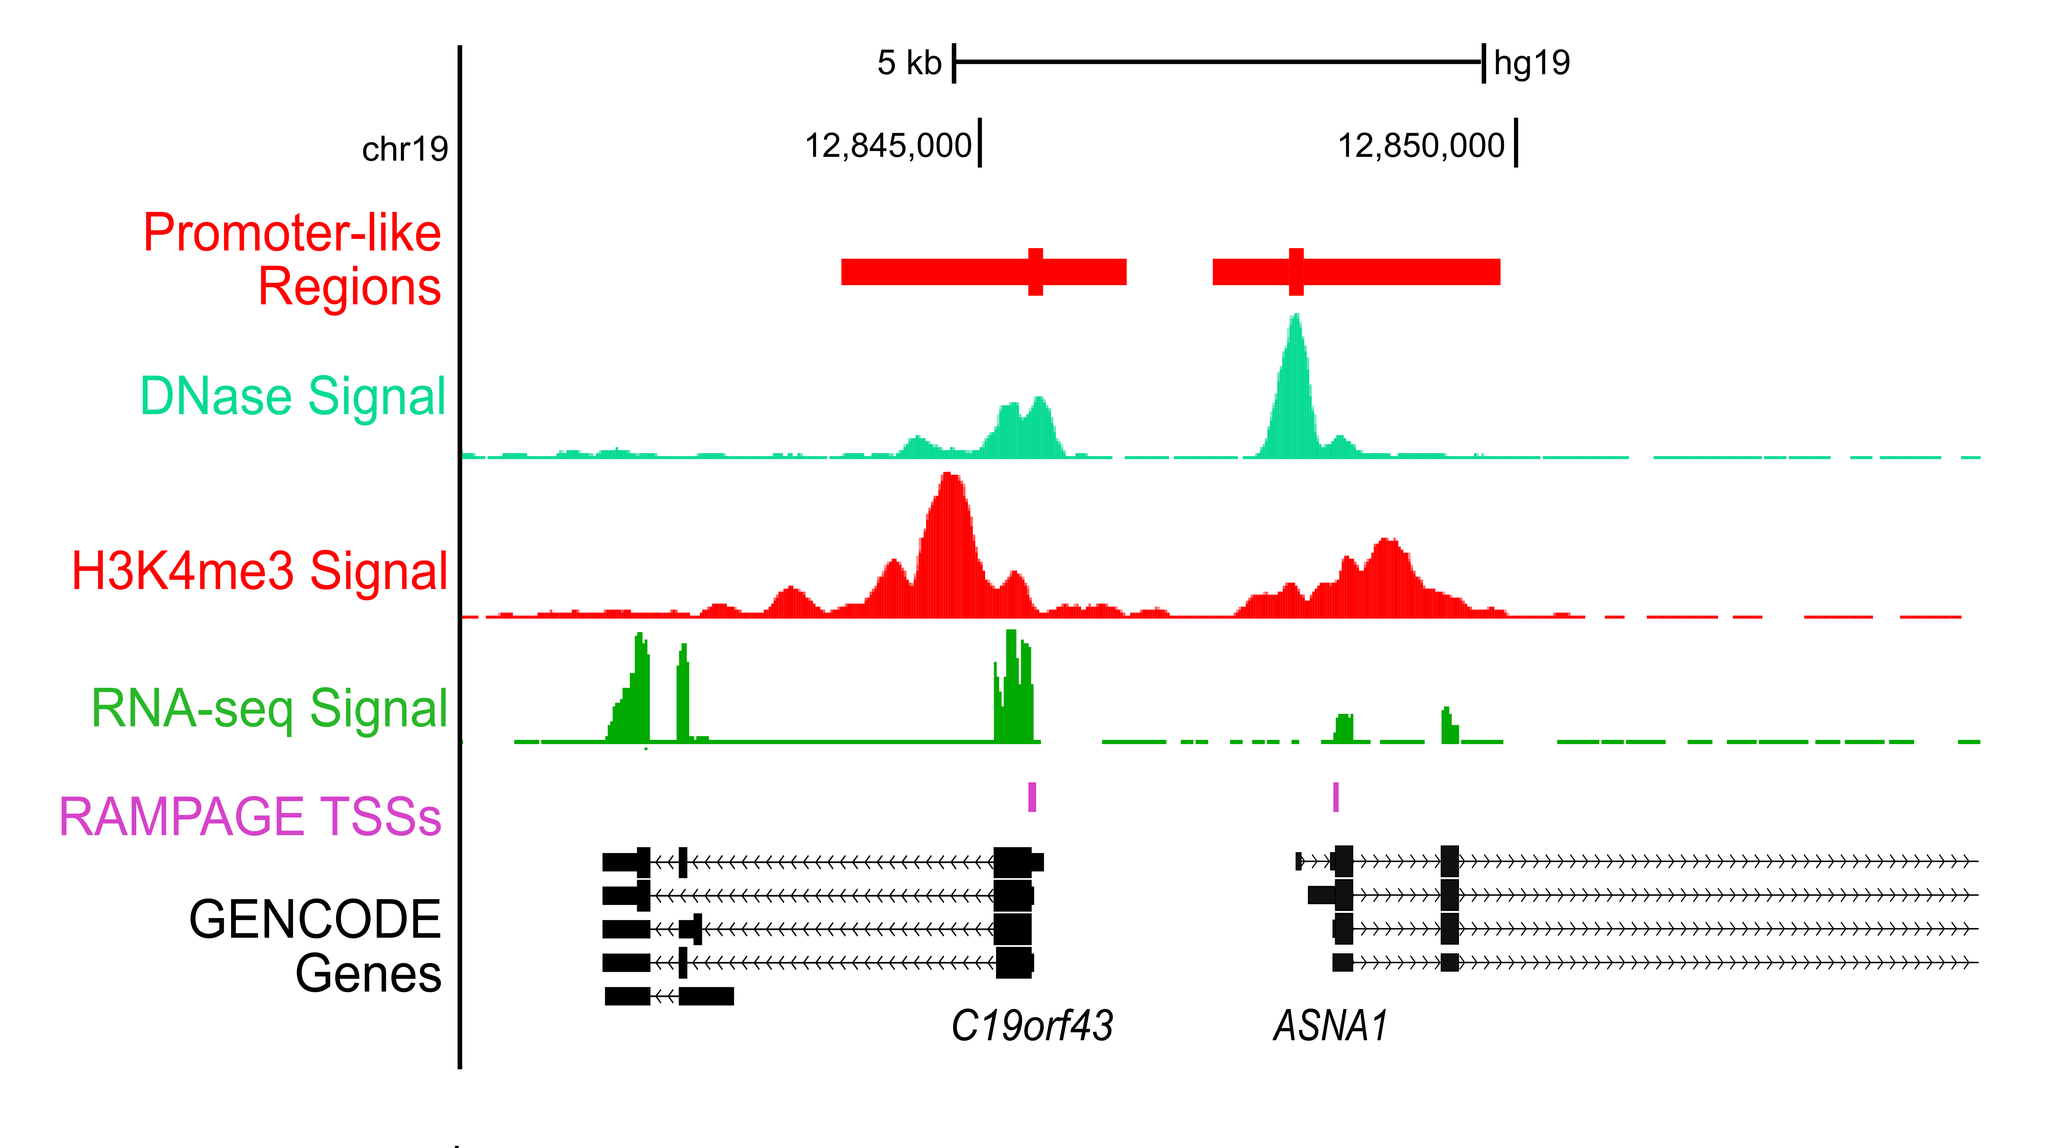 5 kb hg19
chr19 12,845,000 12,850,000
Promoter-like
Regions
DNase Signal
H3K4me3 Signal
RNA-seq Signal
RAMPAGE TSSs
GENCODE
Genes
C19orf43 ASNA1